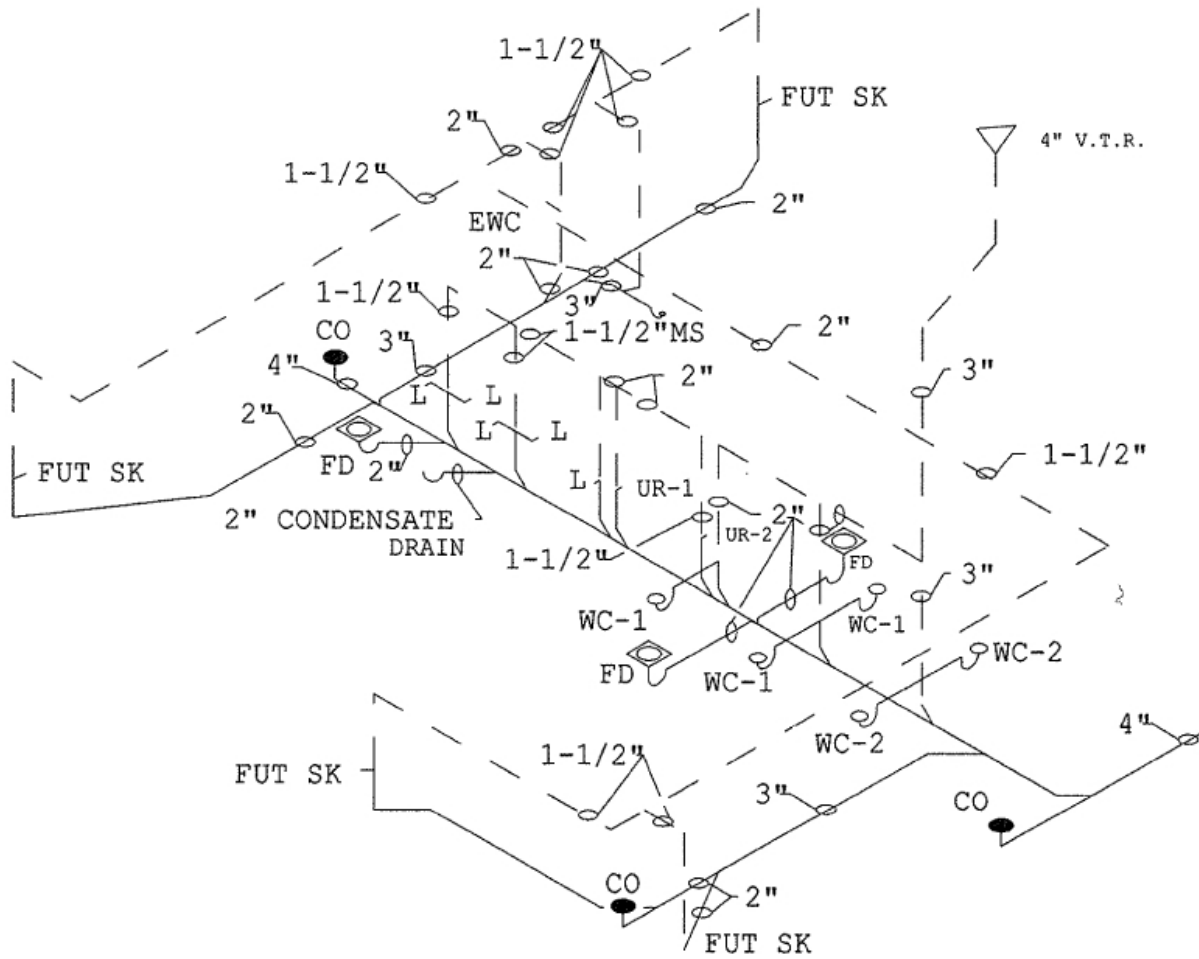 1-1/2"
FUT SK
2"
4" V.T.R.
1-1/2"
2"
EWC
2"
1-1/2"
3"
2"
CO
1-1/2" MS
3"
3"
4"
2"
L L
2"
L L
1-1/2"
FUT SK
FD
2"
L
UR-1
2" CONDENSATE
DRAIN
2"
UR-2
1-1/2"
FD
3"
WC-1
WC-1
FD
WC-1
WC-2
WC-2
4"
1-1/2"
FUT SK
3"
CO
CO
2"
FUT SK